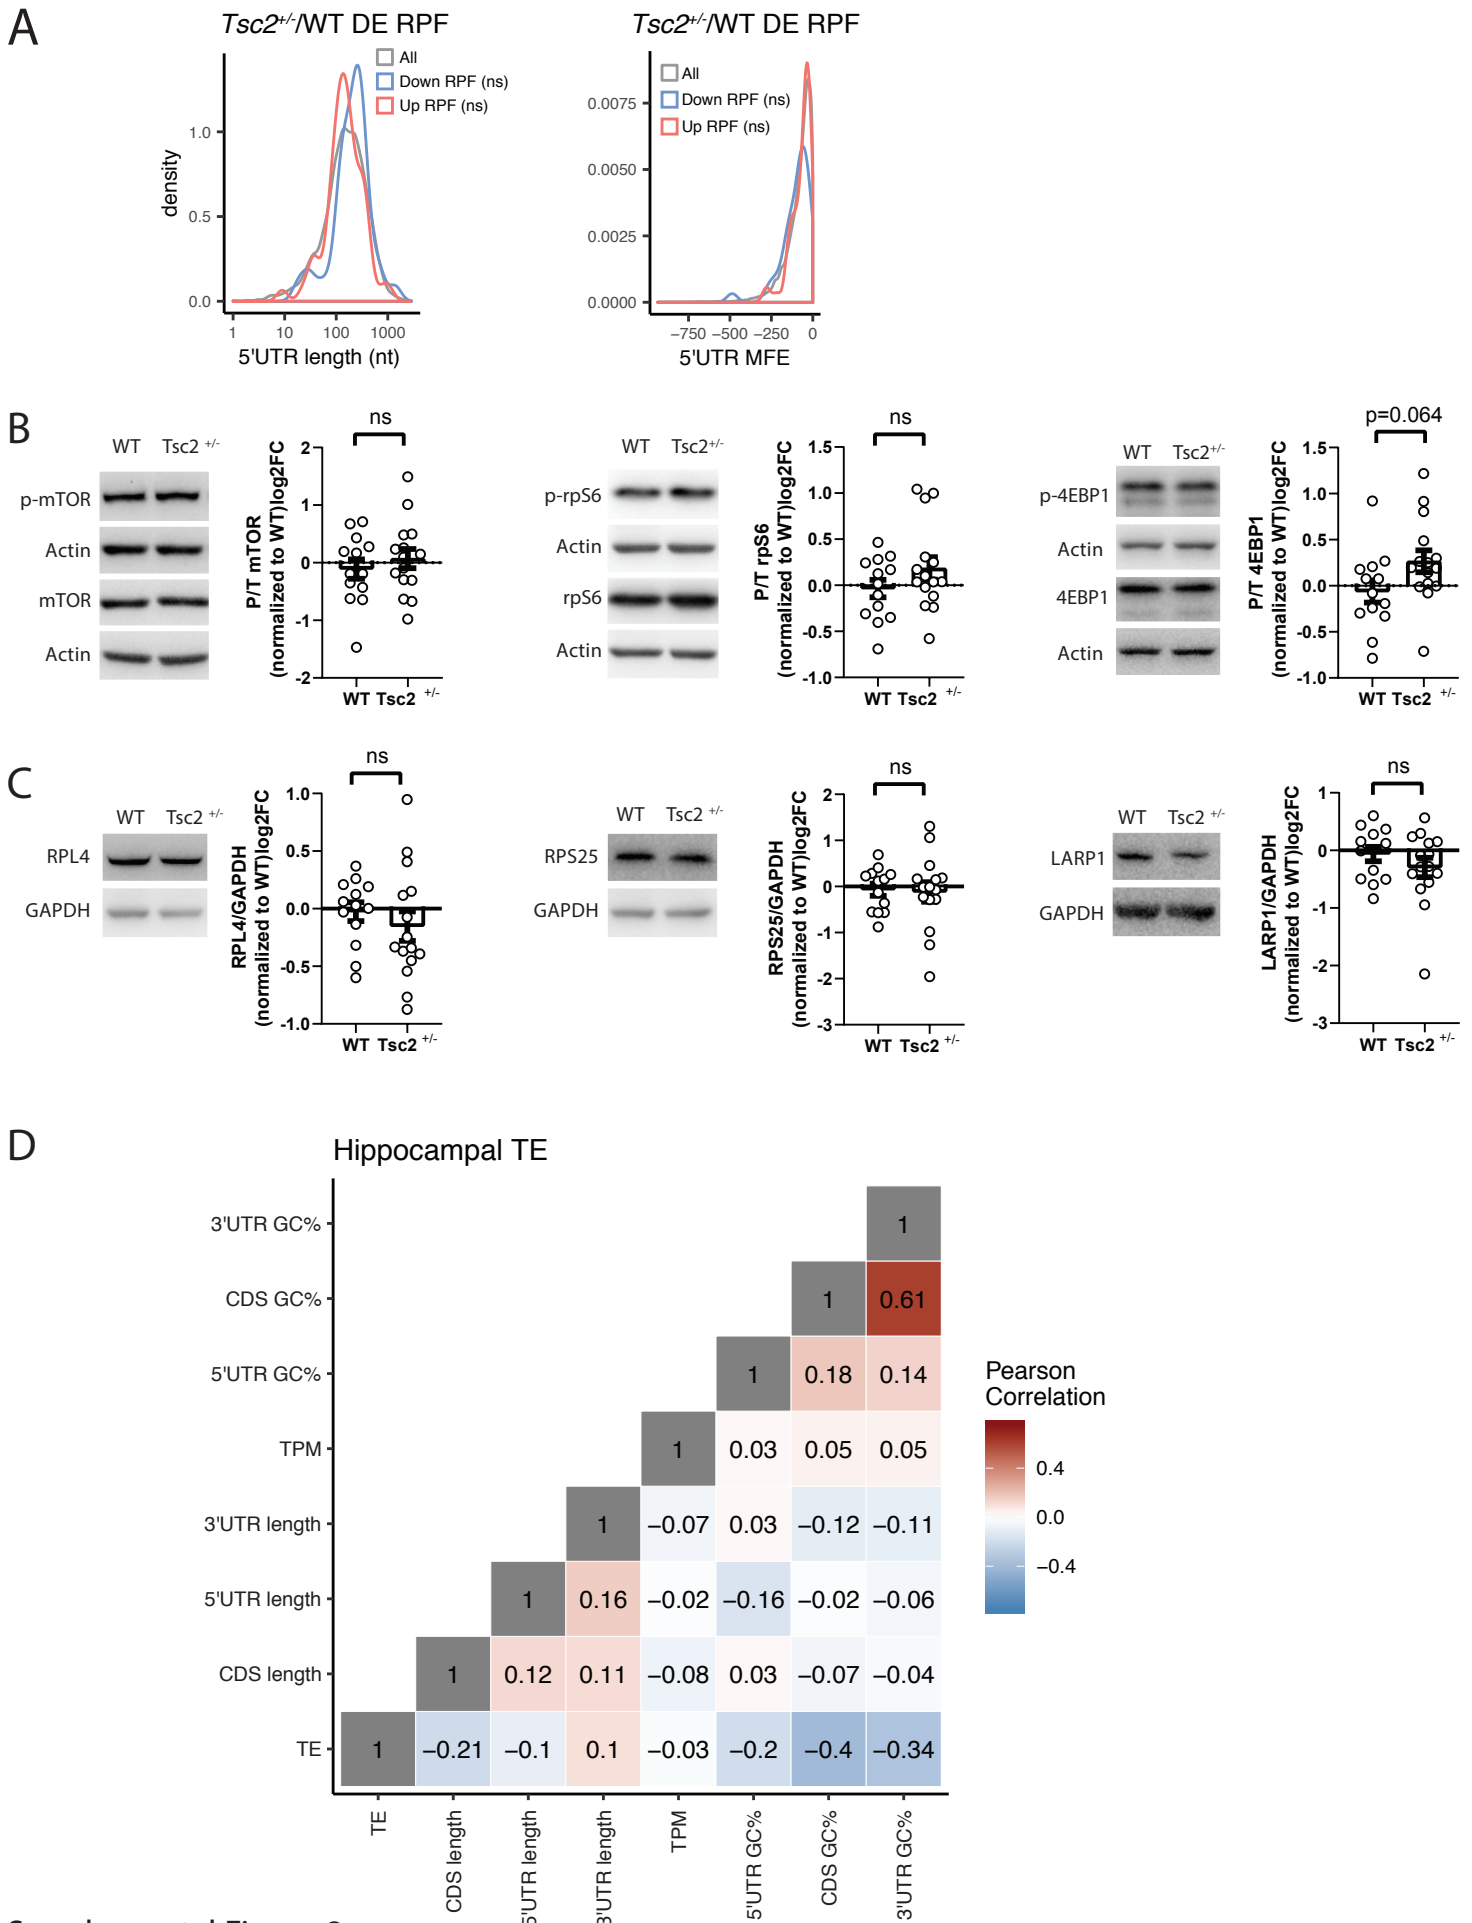 A
Tsc2+/-/WT DE RPF
All
Down RPF (ns)
Up RPF (ns)
density
1.0
0.5
0.0
1 10 100 1000
5'UTR length (nt)
Tsc2+/-/WT DE RPF
All
Down RPF (ns)
Up RPF (ns)
0.0075
0.0050
0.0025
0.0000
−750 −500 −250 0
5'UTR MFE
B
WT Tsc2 +/-
p-mTOR
Actin
mTOR
Actin
P/T mTOR
(normalized to WT)log2FC
ns
2
1
0
-1
-2
WT Tsc2 +/-
WT Tsc2+/-
p-rpS6
Actin
rpS6
Actin
P/T rpS6
(normalized to WT)log2FC
ns
1.5
1.0
0.5
0.0
-0.5
-1.0
WT Tsc2 +/-
WT Tsc2+/-
p-4EBP1
Actin
4EBP1
Actin
P/T 4EBP1
(normalized to WT)log2FC
p=0.064
1.5
1.0
0.5
0.0
-0.5
-1.0
WT Tsc2 +/-
C
WT Tsc2 +/-
RPL4
GAPDH
RPL4/GAPDH
(normalized to WT)log2FC
ns
1.0
0.5
0.0
-0.5
-1.0
WT Tsc2 +/-
WT Tsc2 +/-
RPS25
GAPDH
RPS25/GAPDH
(normalized to WT)log2FC
ns
2
1
0
-1
-2
-3
WT Tsc2 +/-
WT Tsc2 +/-
LARP1
GAPDH
LARP1/GAPDH
(normalized to WT)log2FC
ns
1
0
-1
-2
-3
WT Tsc2 +/-
D
Hippocampal TE
3'UTR GC% 1
CDS GC% 1 0.61
5'UTR GC% 1 0.18 0.14
TPM 1 0.03 0.05 0.05
3'UTR length 1 −0.07 0.03 −0.12 −0.11
5'UTR length 1 0.16 −0.02 −0.16 −0.02 −0.06
CDS length 1 0.12 0.11 −0.08 0.03 −0.07 −0.04
TE 1 −0.21 −0.1 0.1 −0.03 −0.2 −0.4 −0.34
TE
CDS length
5'UTR length
3'UTR length
TPM
5'UTR GC%
CDS GC%
3'UTR GC%
Pearson
Correlation
0.4
0.0
−0.4